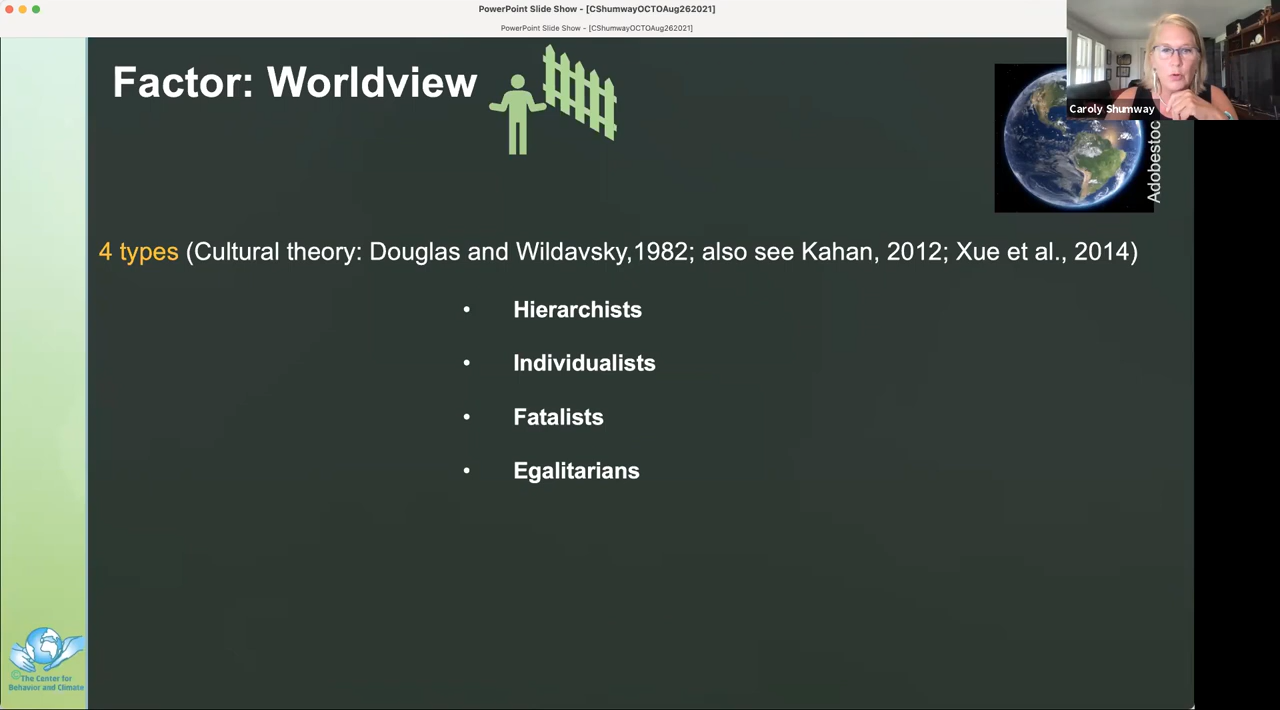 PowerPoint Slide Show - [CShumwayOCTOAug262021]
PowerPoint Slide Show - [CShumwayOCTOAug262021]
Factor: Worldview
Caroly Shumway
Adobestoc
4 types (Cultural theory: Douglas and Wildavsky,1982; also see Kahan, 2012; Xue et al., 2014)
• Hierarchists
• Individualists
• Fatalists
• Egalitarians
©The Center for
Behavior and Climate